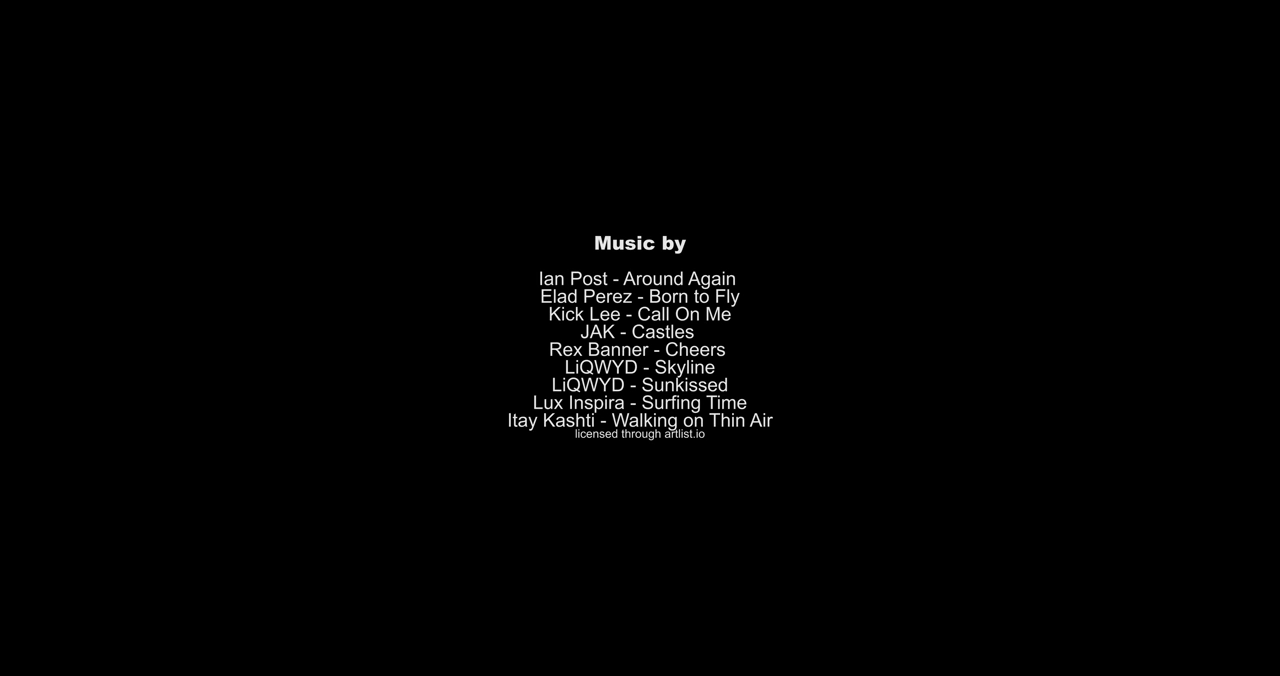 Music by
Ian Post - Around Again
Elad Perez - Born to Fly
Kick Lee - Call On Me
JAK - Castles
Rex Banner - Cheers
LiQWYD - Skyline
LiQWYD - Sunkissed
Lux Inspira - Surfing Time
Itay Kashti - Walking on Thin Air
licensed through artlist.io